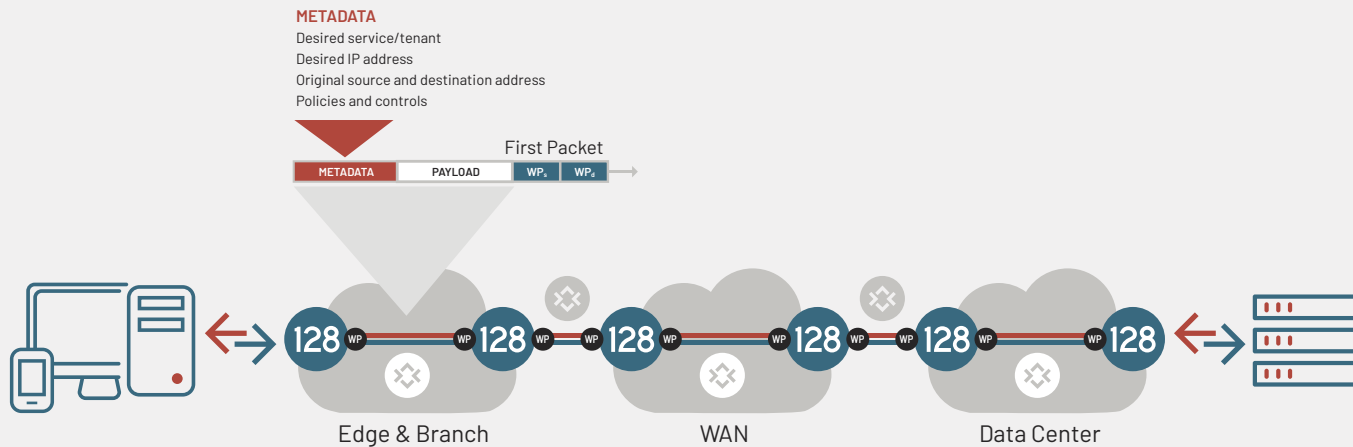 METADATA
Desired service/tenant
Desired IP address
Original source and destination address
Policies and controls
First Packet
METADATA PAYLOAD WPs WPd
128 WP WP 128 WP WP 128 WP WP 128 WP WP 128 WP WP 128
Edge & Branch WAN Data Center